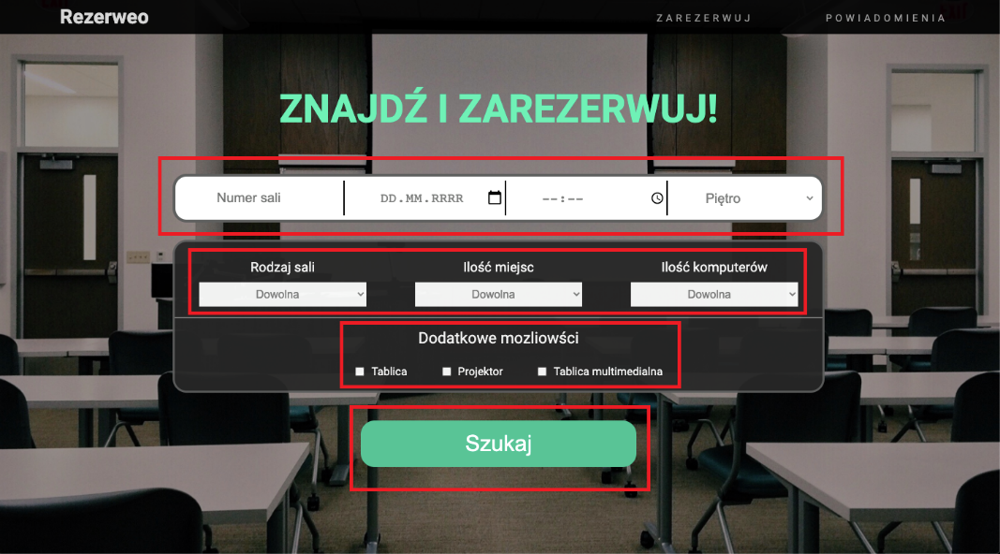 Rezerweo ZAREZERWUJ POWIADOMIENIA
ZNAJDŹ I ZAREZERWUJ!
Numer sali DD.MM.RRRR --:-- Piętro
Rodzaj sali Ilość miejsc Ilość komputerów
Dowolna Dowolna Dowolna
Dodatkowe mozliowści
Tablica Projektor Tablica multimedialna
Szukaj